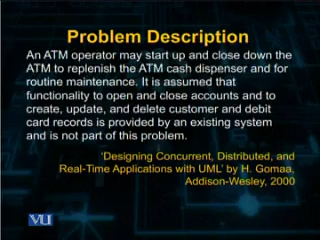 Problem Description
An ATM operator may start up and close down the
ATM to replenish the ATM cash dispenser and for
routine maintenance. It is assumed that
functionality to open and close accounts and to
create, update, and delete customer and debit
card records is provided by an existing system
and is not part of this problem.
'Designing Concurrent, Distributed, and
Real-Time Applications with UML' by H. Gomaa,
Addison-Wesley, 2000
VU